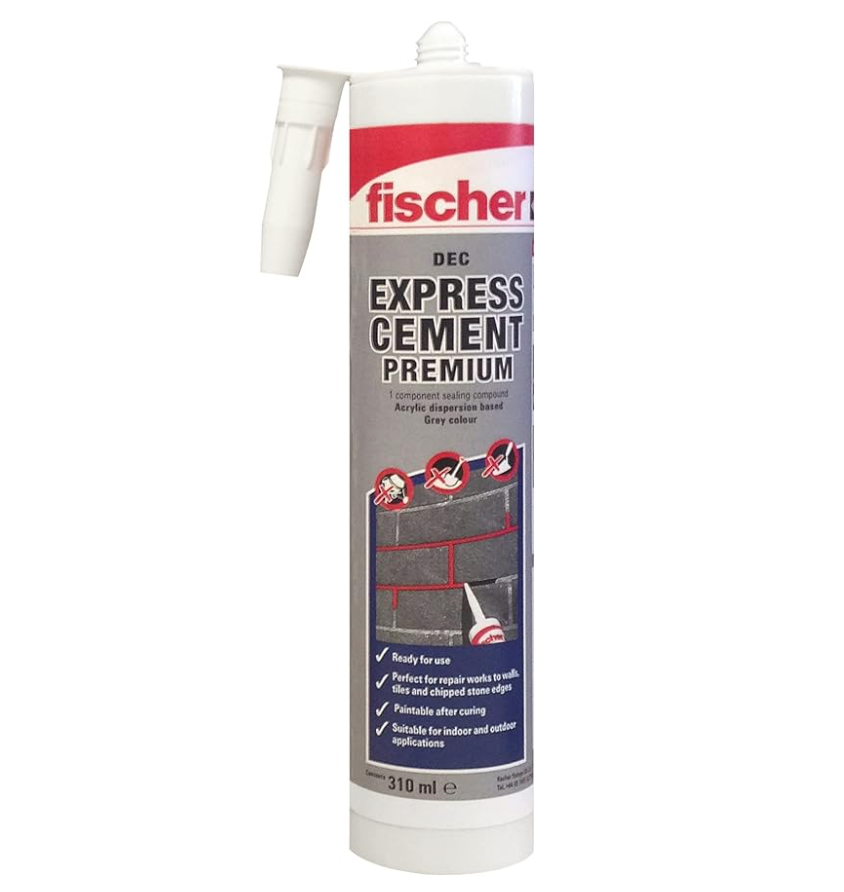 fischer
DEC
EXPRESS
CEMENT
PREMIUM
1 component sealing compound
Acrylic dispersion based
Grey colour
✓ Ready for use
✓ Perfect for repair works to walls,
tiles and chipped stone edges
✓ Paintable after curing
✓ Suitable for indoor and outdoor
applications
Contents 310 ml ℮